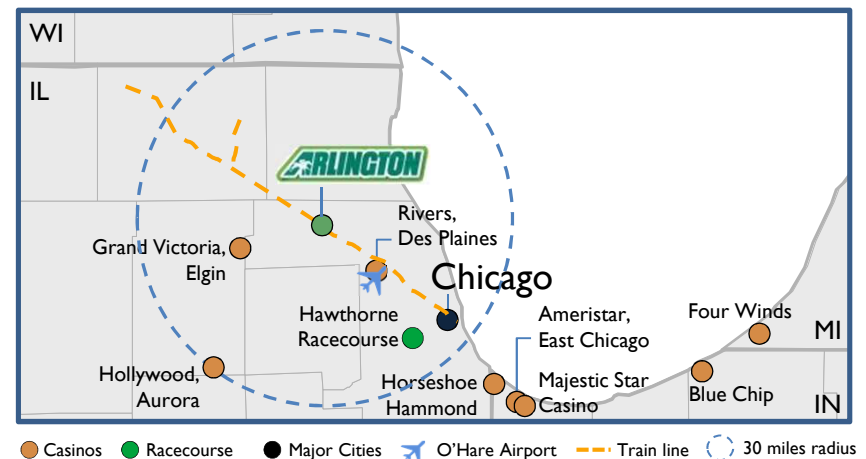 WI
IL
ARLINGTON
Rivers,
Des Plaines
Grand Victoria,
Elgin
Chicago
Hawthorne
Racecourse
Ameristar,
East Chicago
Four Winds
MI
Hollywood,
Aurora
Horseshoe
Hammond
Majestic Star
Casino
Blue Chip
IN
Casinos
Racecourse
Major Cities
O'Hare Airport
Train line
30 miles radius